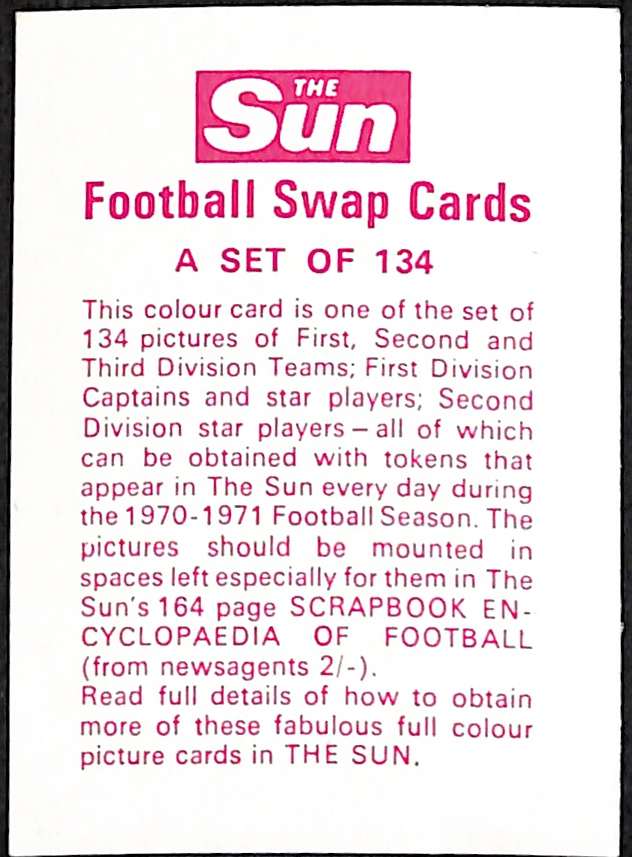 THE
Sun
Football Swap Cards
A SET OF 134
This colour card is one of the set of
134 pictures of First, Second and
Third Division Teams; First Division
Captains and star players; Second
Division star players – all of which
can be obtained with tokens that
appear in The Sun every day during
the 1970-1971 Football Season. The
pictures should be mounted in
spaces left especially for them in The
Sun's 164 page SCRAPBOOK EN-
CYCLOPAEDIA OF FOOTBALL
(from newsagents 2/-).
Read full details of how to obtain
more of these fabulous full colour
picture cards in THE SUN.